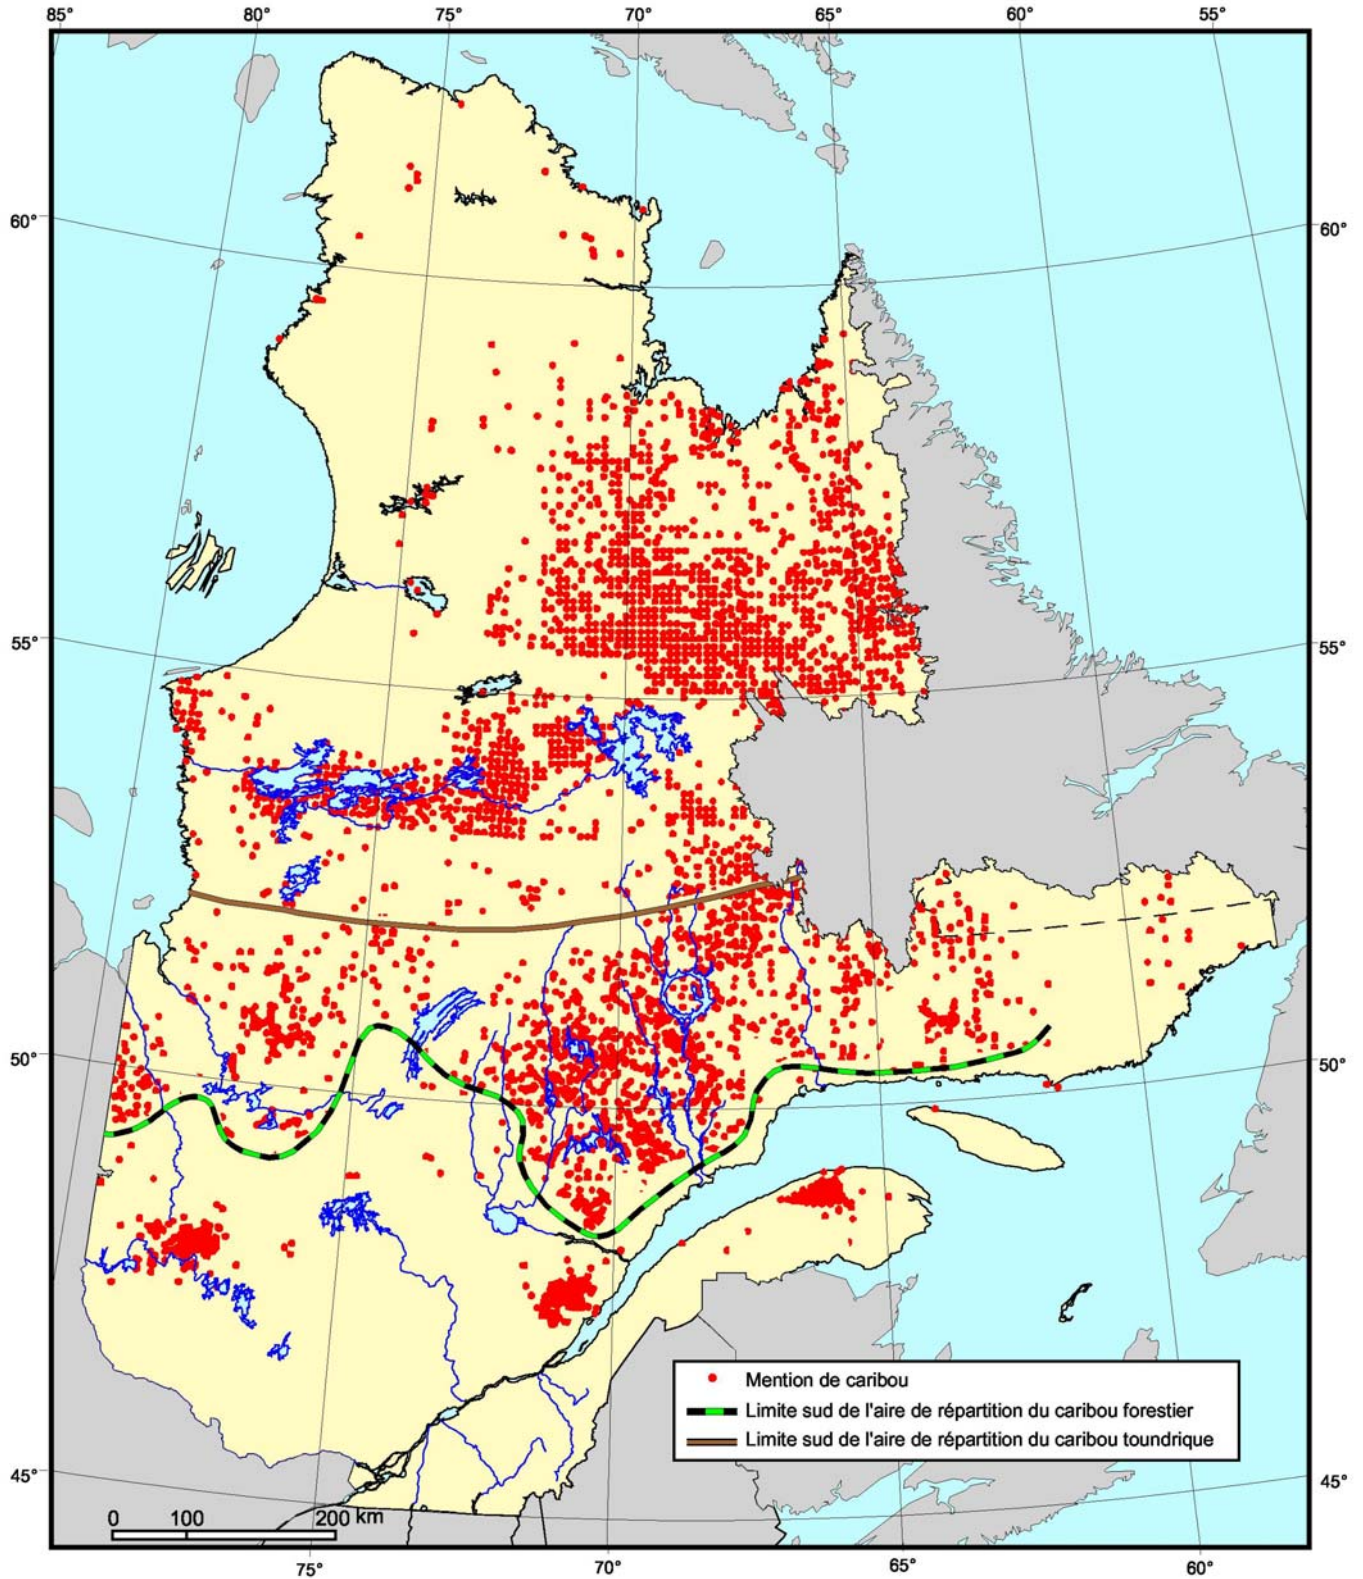 85° 80° 75° 70° 65° 60° 55°
60° 60°
55° 55°
50° 50°
45° 45°
Mention de caribou
Limite sud de l'aire de répartition du caribou forestier
Limite sud de l'aire de répartition du caribou toundrique
0 100 200 km
75° 70° 65° 60°